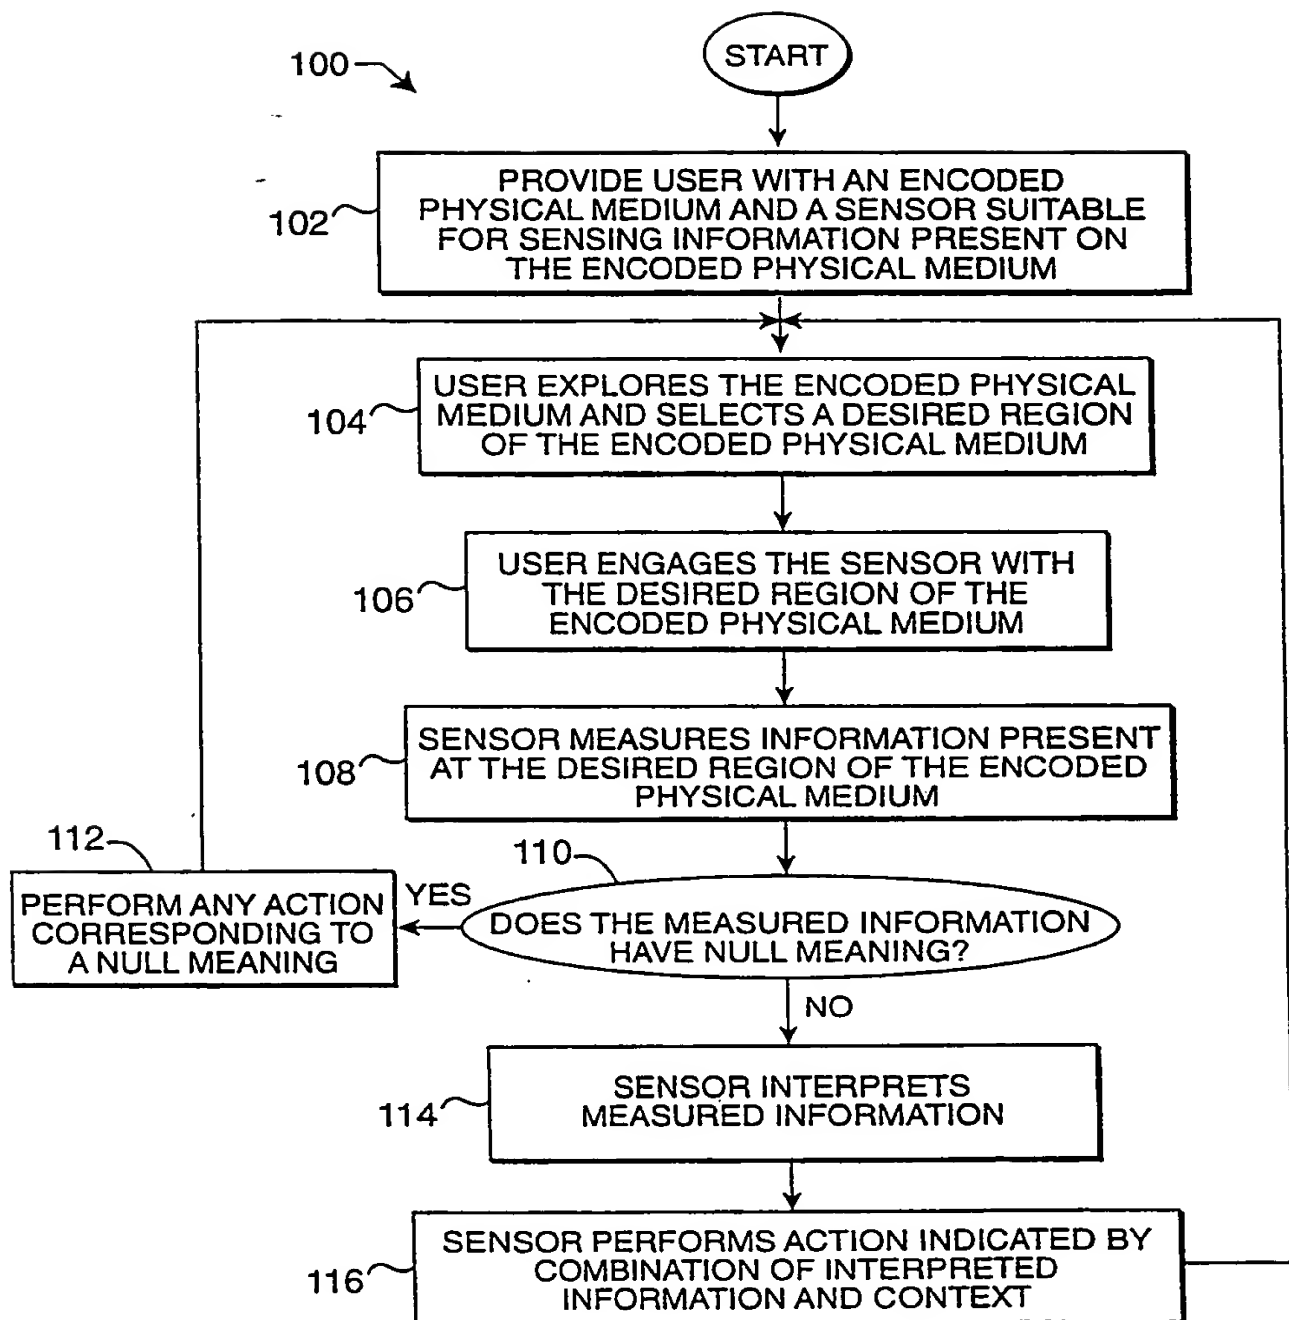 START
100
102
PROVIDE USER WITH AN ENCODED
PHYSICAL MEDIUM AND A SENSOR SUITABLE
FOR SENSING INFORMATION PRESENT ON
THE ENCODED PHYSICAL MEDIUM
104
USER EXPLORES THE ENCODED PHYSICAL
MEDIUM AND SELECTS A DESIRED REGION
OF THE ENCODED PHYSICAL MEDIUM
106
USER ENGAGES THE SENSOR WITH
THE DESIRED REGION OF THE
ENCODED PHYSICAL MEDIUM
108
SENSOR MEASURES INFORMATION PRESENT
AT THE DESIRED REGION OF THE ENCODED
PHYSICAL MEDIUM
110
DOES THE MEASURED INFORMATION
HAVE NULL MEANING?
YES
112
PERFORM ANY ACTION
CORRESPONDING TO
A NULL MEANING
NO
114
SENSOR INTERPRETS
MEASURED INFORMATION
116
SENSOR PERFORMS ACTION INDICATED BY
COMBINATION OF INTERPRETED
INFORMATION AND CONTEXT